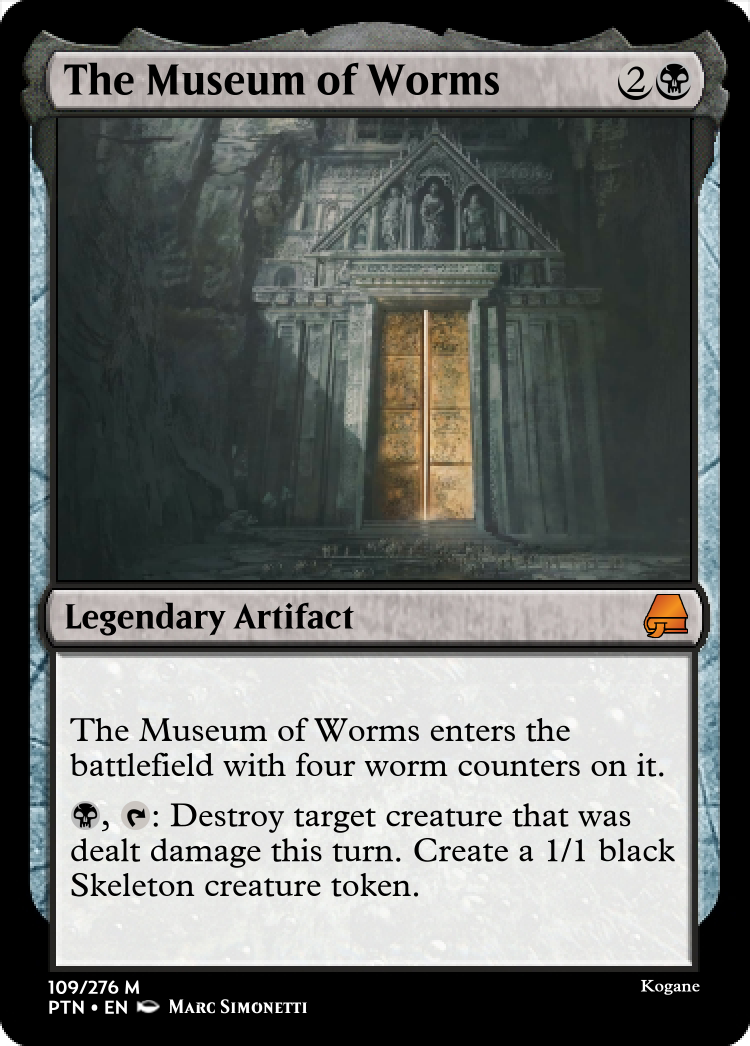 The Museum of Worms 2
Legendary Artifact
The Museum of Worms enters the
battlefield with four worm counters on it.
, : Destroy target creature that was
dealt damage this turn. Create a 1/1 black
Skeleton creature token.
109/276 M
Kogane
PTN • EN Marc Simonetti